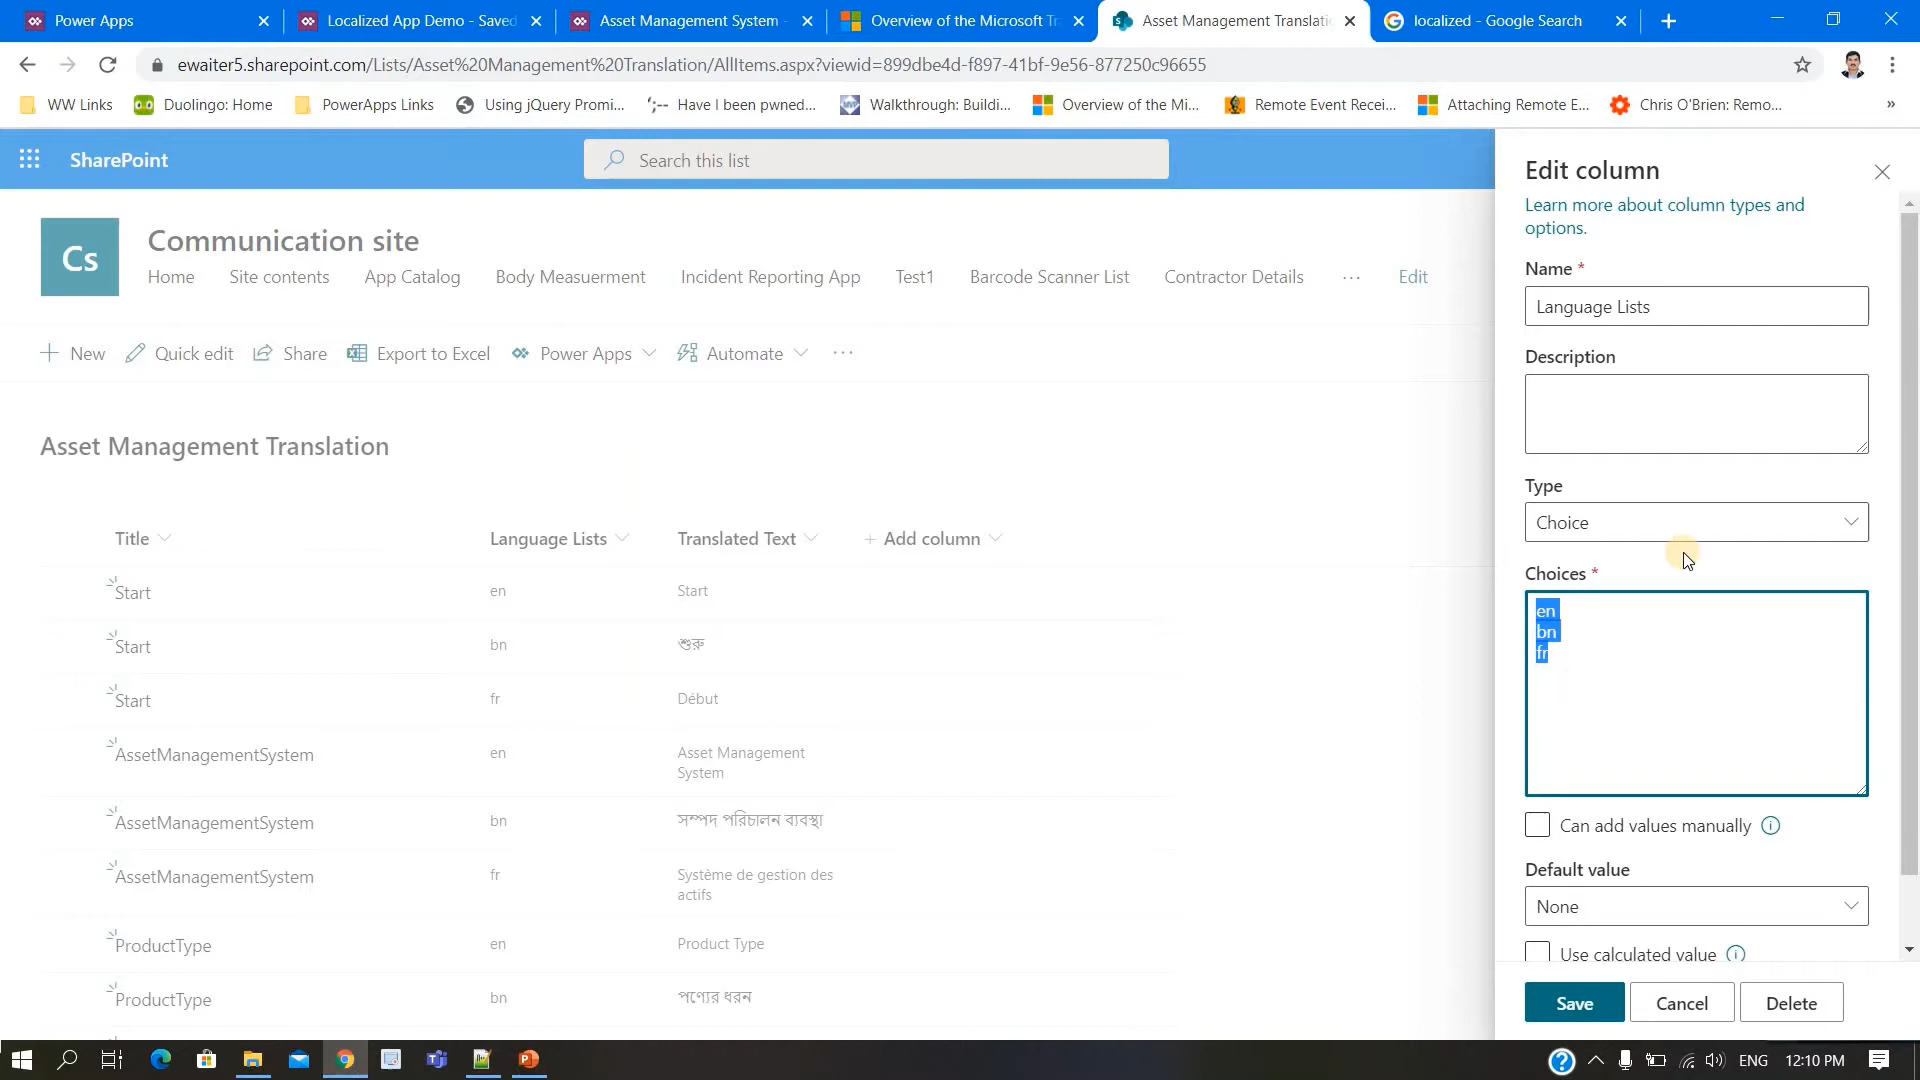 Power Apps
Localized App Demo - Saved
Asset Management System -
Overview of the Microsoft Tr
Asset Management Translatio
localized - Google Search
ewaiter5.sharepoint.com/Lists/Asset%20Management%20Translation/AllItems.aspx?viewid=899dbe4d-f897-41bf-9e56-877250c96655
WW Links
Duolingo: Home
PowerApps Links
Using jQuery Promi...
Have I been pwned...
Walkthrough: Buildi...
Overview of the Mi...
Remote Event Recei...
Attaching Remote E...
Chris O'Brien: Remo...
»
SharePoint
Search this list
Cs
Communication site
Home
Site contents
App Catalog
Body Measuerment
Incident Reporting App
Test1
Barcode Scanner List
Contractor Details
...
Edit
New
Quick edit
Share
Export to Excel
Power Apps
Automate
...
Asset Management Translation
Title
Language Lists
Translated Text
+ Add column
Start
en
Start
Start
bn
শুরু
Start
fr
Début
AssetManagementSystem
en
Asset Management
System
AssetManagementSystem
bn
সম্পদ পরিচালন ব্যবস্থা
AssetManagementSystem
fr
Système de gestion des
actifs
ProductType
en
Product Type
ProductType
bn
পণ্যের ধরন
Edit column
Learn more about column types and
options.
Name *
Language Lists
Description
Type
Choice
Choices *
en
bn
fr
Can add values manually
Default value
None
Use calculated value
Save
Cancel
Delete
ENG
12:10 PM